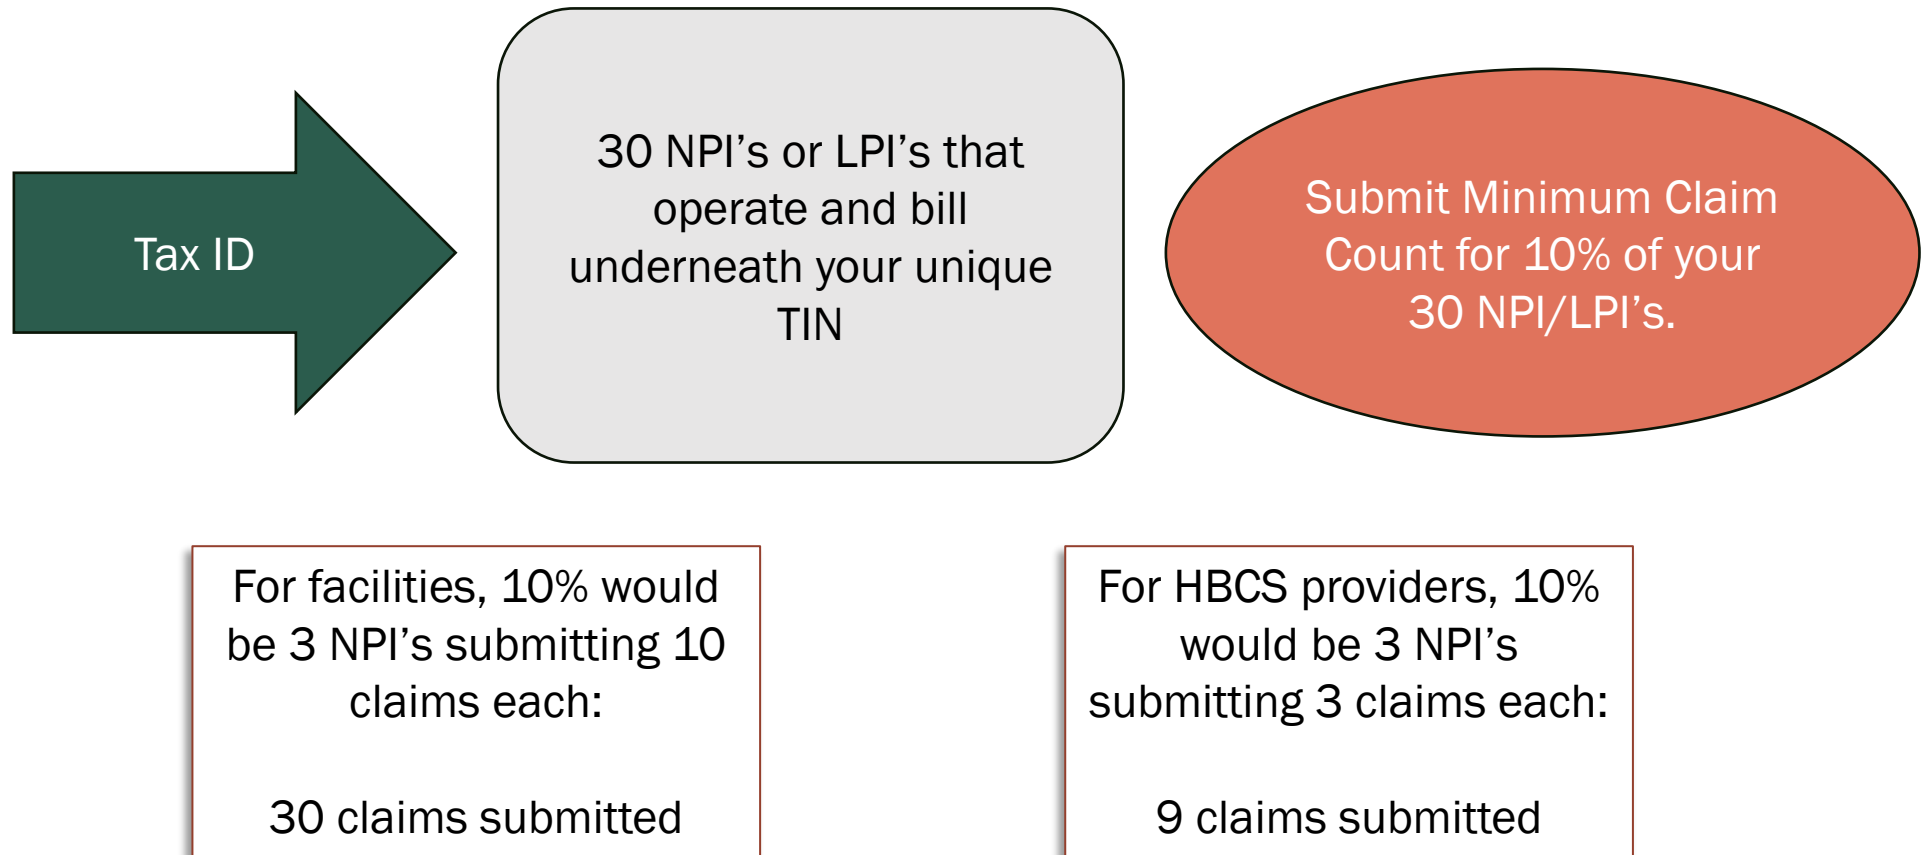 Tax ID
30 NPI’s or LPI’s that
operate and bill
underneath your unique
TIN
Submit Minimum Claim
Count for 10% of your
30 NPI/LPI’s.
For facilities, 10% would
be 3 NPI’s submitting 10
claims each:
30 claims submitted
For HBCS providers, 10%
would be 3 NPI’s
submitting 3 claims each:
9 claims submitted